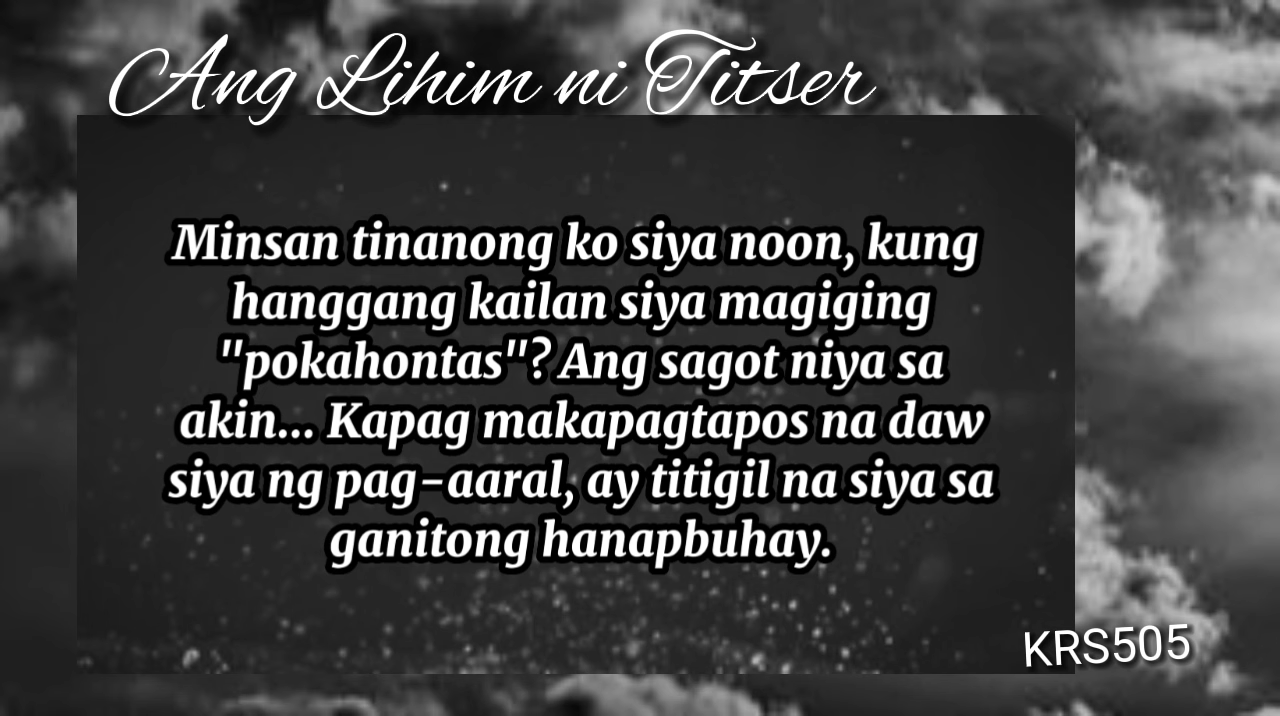 Ang Lihim ni Titser
Minsan tinanong ko siya noon, kung
hanggang kailan siya magiging
"pokahontas"? Ang sagot niya sa
akin... Kapag makapagtapos na daw
siya ng pag-aaral, ay titigil na siya sa
ganitong hanapbuhay.
KRS505